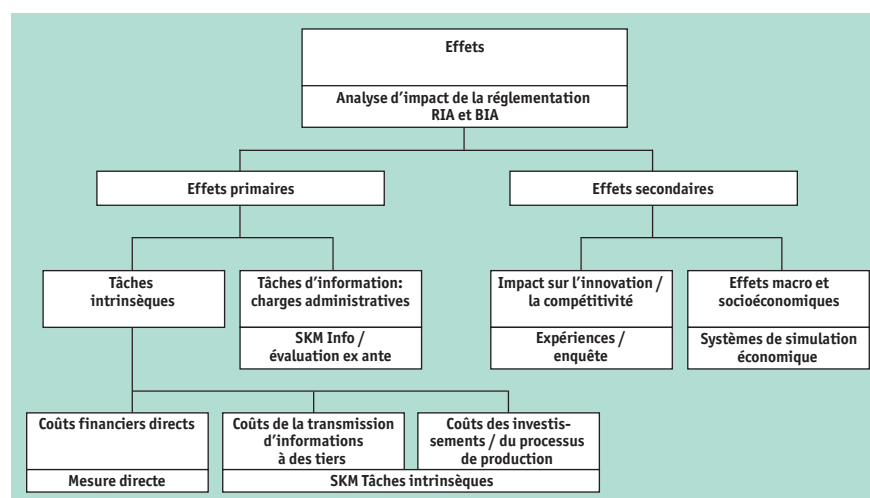 Effets
Analyse d'impact de la réglementation
RIA et BIA
Effets primaires
Effets secondaires
Tâches
intrinsèques
Tâches d'information:
charges administratives
SKM Info /
évaluation ex ante
Impact sur l'innovation /
la compétitivité
Expériences /
enquête
Effets macro et
socioéconomiques
Systèmes de simulation
économique
Coûts financiers directs
Mesure directe
Coûts de la transmission
d'informations
à des tiers
Coûts des investis-
sements / du processus
de production
SKM Tâches intrinsèques